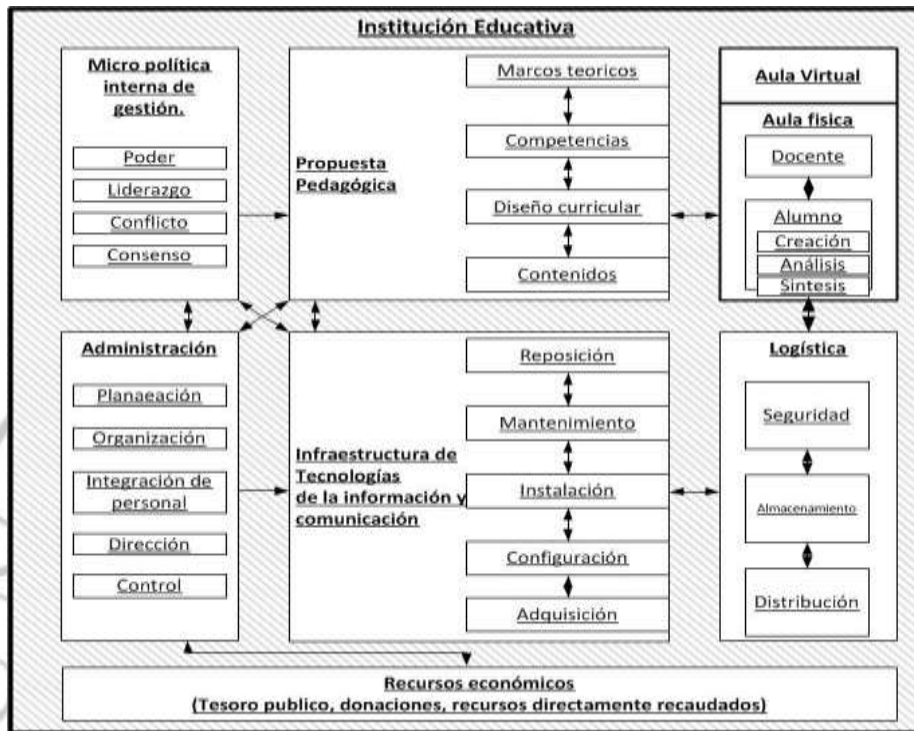 Institución Educativa
Micro política
interna de
gestión.
Poder
Liderazgo
Conflicto
Consenso
Propuesta
Pedagógica
Marcos teoricos
Competencias
Diseño curricular
Contenidos
Aula Virtual
Aula fisica
Docente
Alumno
Creación
Análisis
Sintesis
Administración
Planaeación
Organización
Integración de
personal
Dirección
Control
Infraestructura de
Tecnologías
de la información y
comunicación
Reposición
Mantenimiento
Instalación
Configuración
Adquisición
Logística
Seguridad
Almacenamiento
Distribución
Recursos económicos
(Tesoro publico, donaciones, recursos directamente recaudados)